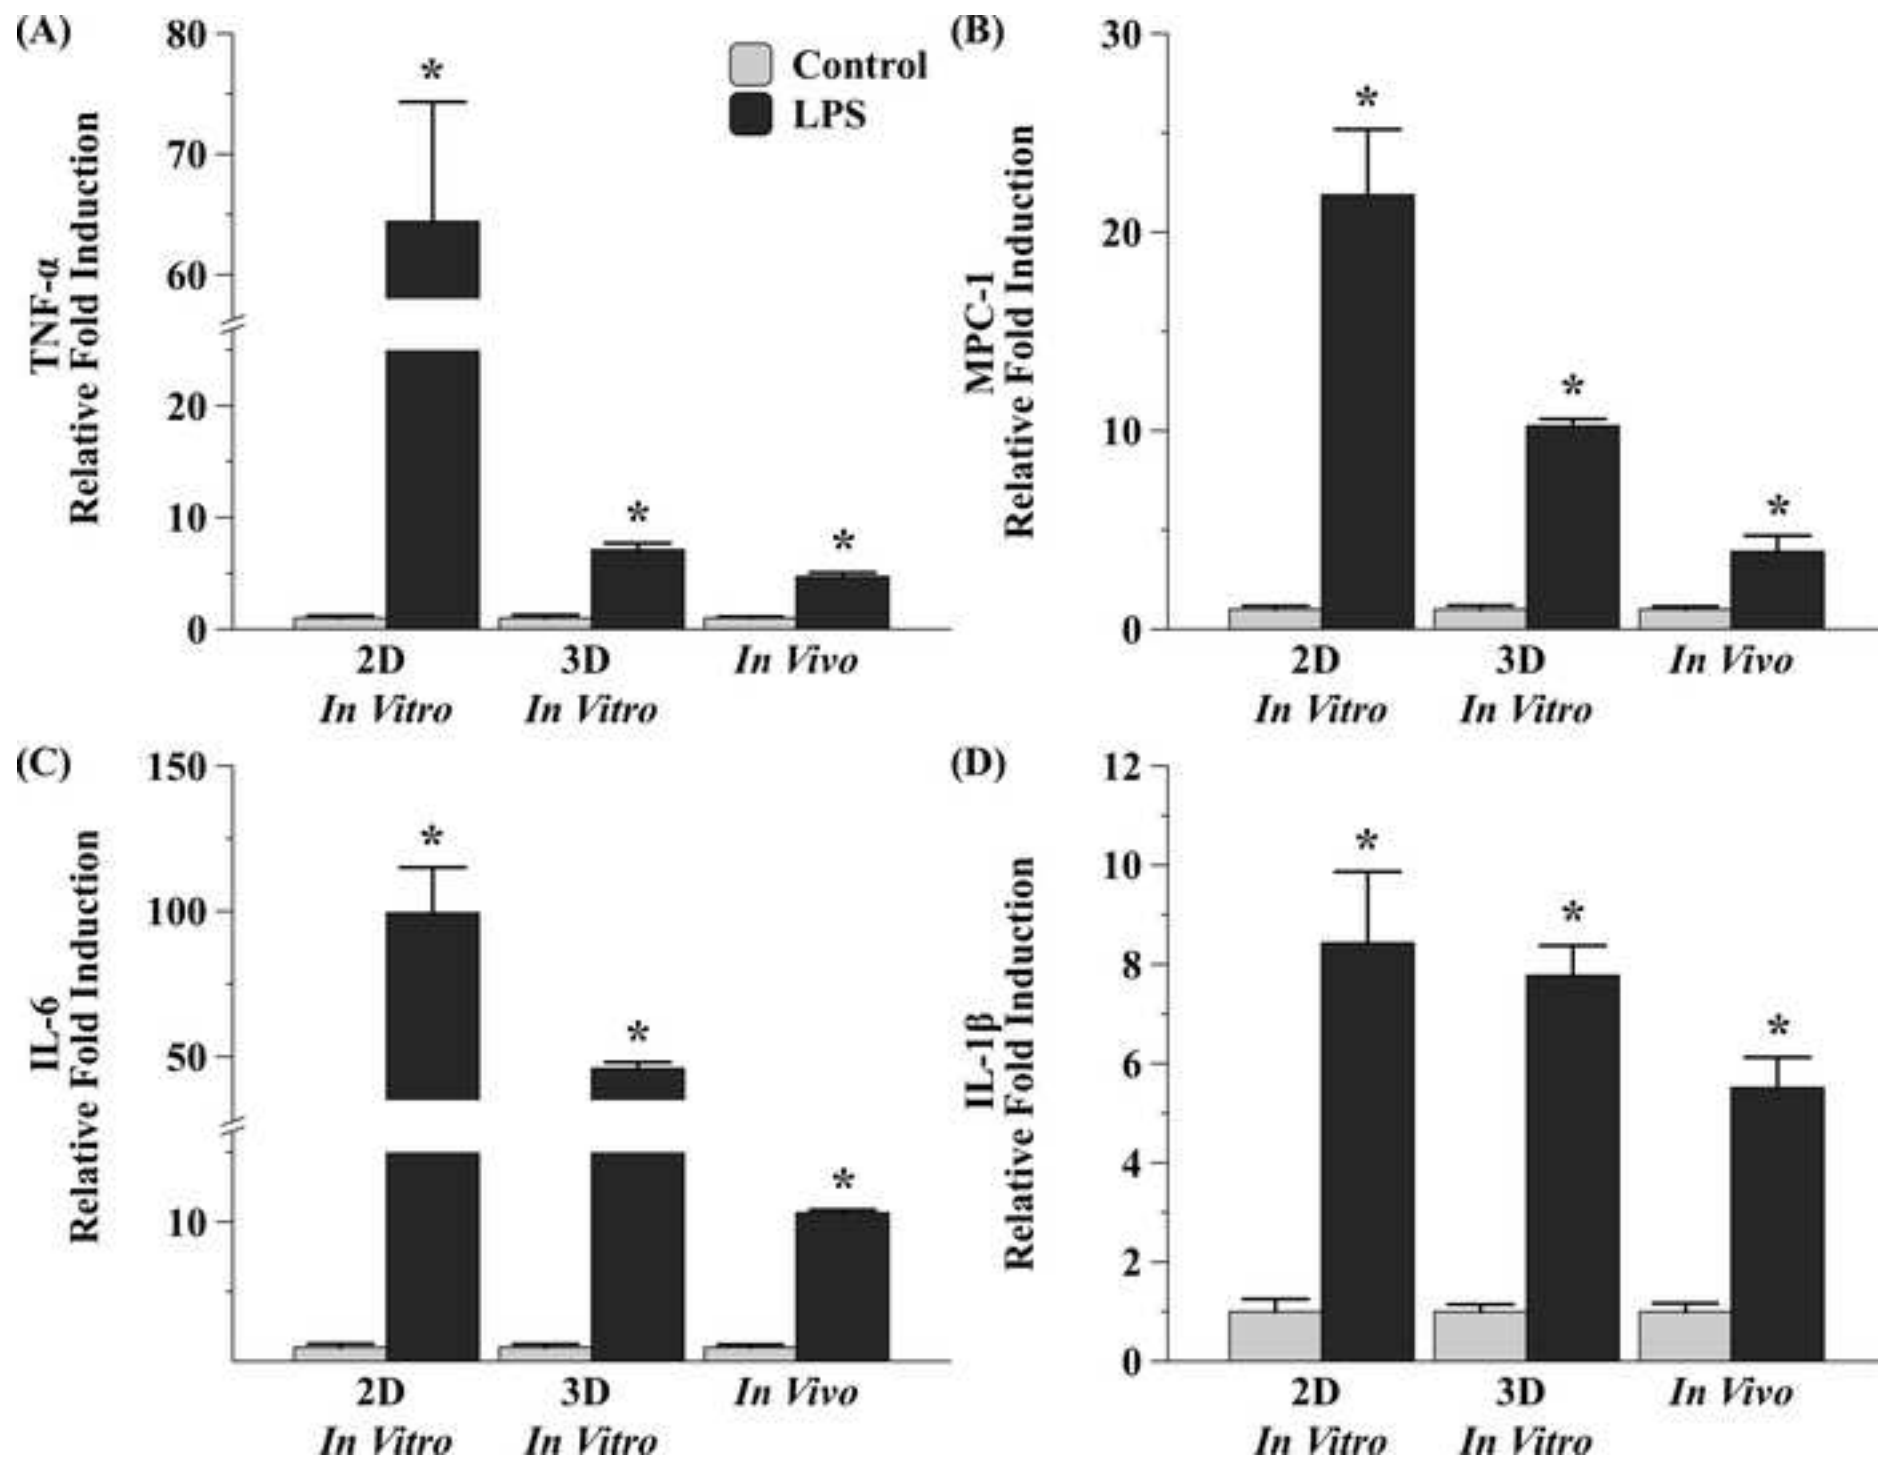 (A)
TNF-α
Relative Fold Induction
80
70
60
20
10
0
*
*
*
Control
LPS
2D
In Vitro
3D
In Vitro
In Vivo
(B)
MPC-1
Relative Fold Induction
30
20
10
0
*
*
*
2D
In Vitro
3D
In Vitro
In Vivo
(C)
IL-6
Relative Fold Induction
150
100
50
10
*
*
*
2D
In Vitro
3D
In Vitro
In Vivo
(D)
IL-1β
Relative Fold Induction
12
10
8
6
4
2
0
*
*
*
2D
In Vitro
3D
In Vitro
In Vivo